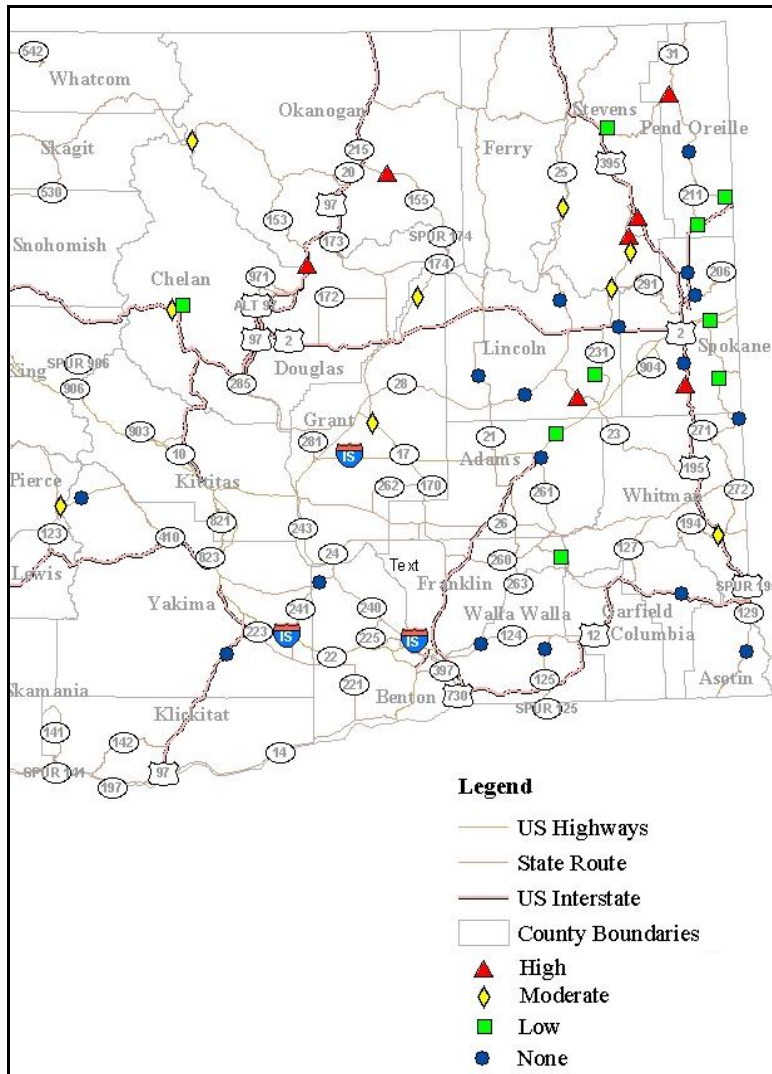 542
31
Whatcom
Okanogan
Stevens
Pend Oreille
Skagit
215
Ferry
395
20
25
530
97
155
211
153
Snohomish
173
SPUR 174
174
Chelan
971
206
172
291
ALT 9
97
2
2
Lincoln
Spokane
SPUR 906
Douglas
231
904
King
906
285
28
Grant
903
281
IS
17
21
23
271
10
Adams
195
Pierce
Kittitas
262
170
261
Whitman
272
821
243
26
194
123
410
823
24
Text
260
127
Lewis
Franklin
263
SPUR 195
Yakima
241
240
Walla Walla
Garfield
129
223
IS
225
IS
124
12
Columbia
22
397
Asotin
221
Benton
730
125
Skamania
SPUR 125
Klickitat
141
142
14
SPUR 141
97
197
Legend
US Highways
State Route
US Interstate
County Boundaries
High
Moderate
Low
None